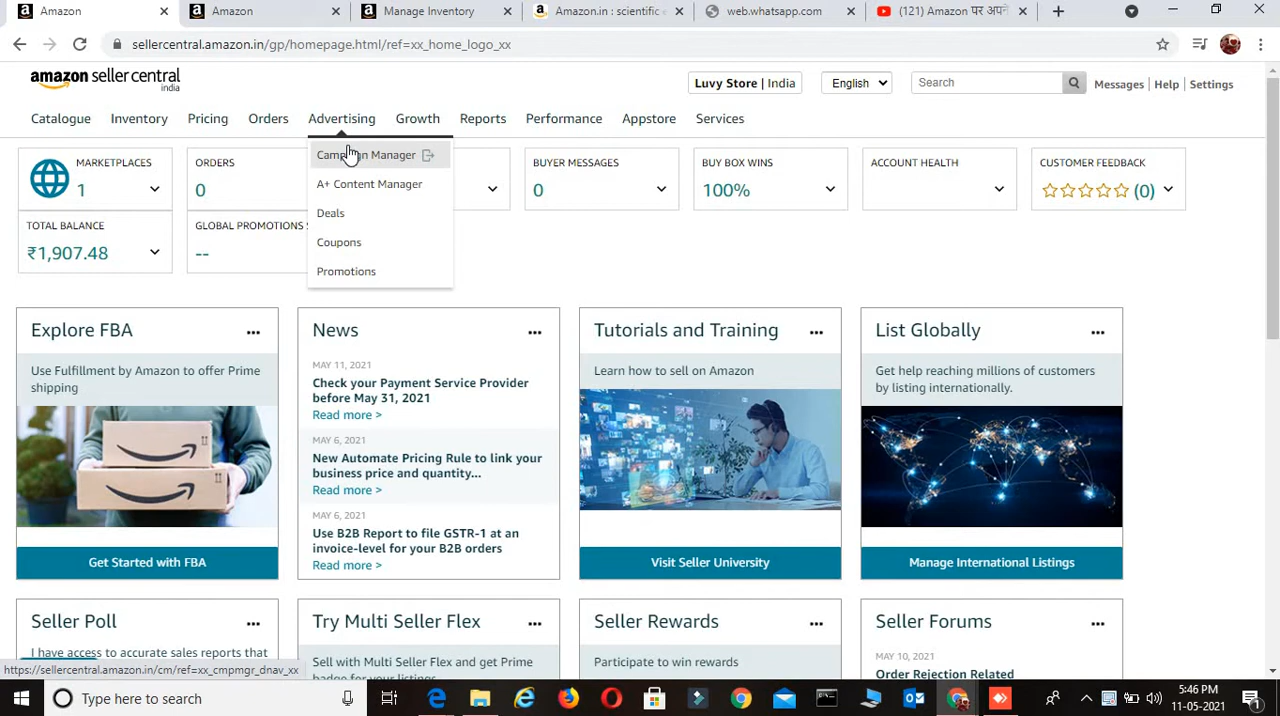 Amazon
Amazon
Manage Inventory
Amazon.in : scientific
web.whatsapp.com
(121) Amazon पर अपने
sellercentral.amazon.in/gp/homepage.html/ref=xx_home_logo_xx
amazon seller central
india
Luvy Store | India
English
Search
Messages | Help | Settings
Catalogue
Inventory
Pricing
Orders
Advertising
Growth
Reports
Performance
Appstore
Services
Campaign Manager
A+ Content Manager
Deals
Coupons
Promotions
MARKETPLACES
1
ORDERS
0
BUYER MESSAGES
0
BUY BOX WINS
100%
ACCOUNT HEALTH
CUSTOMER FEEDBACK
(0)
TOTAL BALANCE
₹1,907.48
GLOBAL PROMOTIONS
--
Explore FBA
Use Fulfillment by Amazon to offer Prime
shipping
Get Started with FBA
News
MAY 11, 2021
Check your Payment Service Provider
before May 31, 2021
Read more >
MAY 6, 2021
New Automate Pricing Rule to link your
business price and quantity...
Read more >
MAY 6, 2021
Use B2B Report to file GSTR-1 at an
invoice-level for your B2B orders
Read more >
Tutorials and Training
Learn how to sell on Amazon
Visit Seller University
List Globally
Get help reaching millions of customers
by listing internationally.
Manage International Listings
Seller Poll
I have access to accurate sales reports that
Try Multi Seller Flex
Sell with Multi Seller Flex and get Prime
badge for your listings
Seller Rewards
Participate to win rewards
Seller Forums
MAY 10, 2021
Order Rejection Related
https://sellercentral.amazon.in/cm/ref=xx_cmpmgr_dnav_xx
Type here to search
5:46 PM
11-05-2021
1